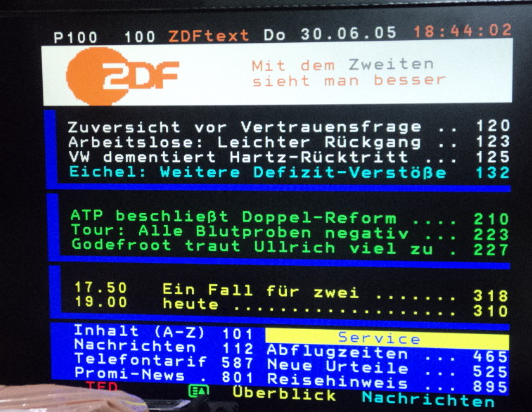 P100 100 ZDFtext Do 30.06.05 18:44:02
ZDF
Mit dem Zweiten
sieht man besser
Zuversicht vor Vertrauensfrage .. 120
Arbeitslose: Leichter Rückgang .. 123
VW dementiert Hartz-Rücktritt ... 125
Eichel: Weitere Defizit-Verstöße 132
ATP beschließt Doppel-Reform .... 210
Tour: Alle Blutproben negativ ... 223
Godefroot traut Ullrich viel zu . 227
17.50 Ein Fall für zwei ....... 318
19.00 heute ................... 310
Inhalt (A-Z) 101 Service
Nachrichten 112 Abflugzeiten ... 465
Telefontarif 587 Neue Urteile ... 525
Promi-News . 801 Reisehinweis ... 895
TED Überblick Nachrichten